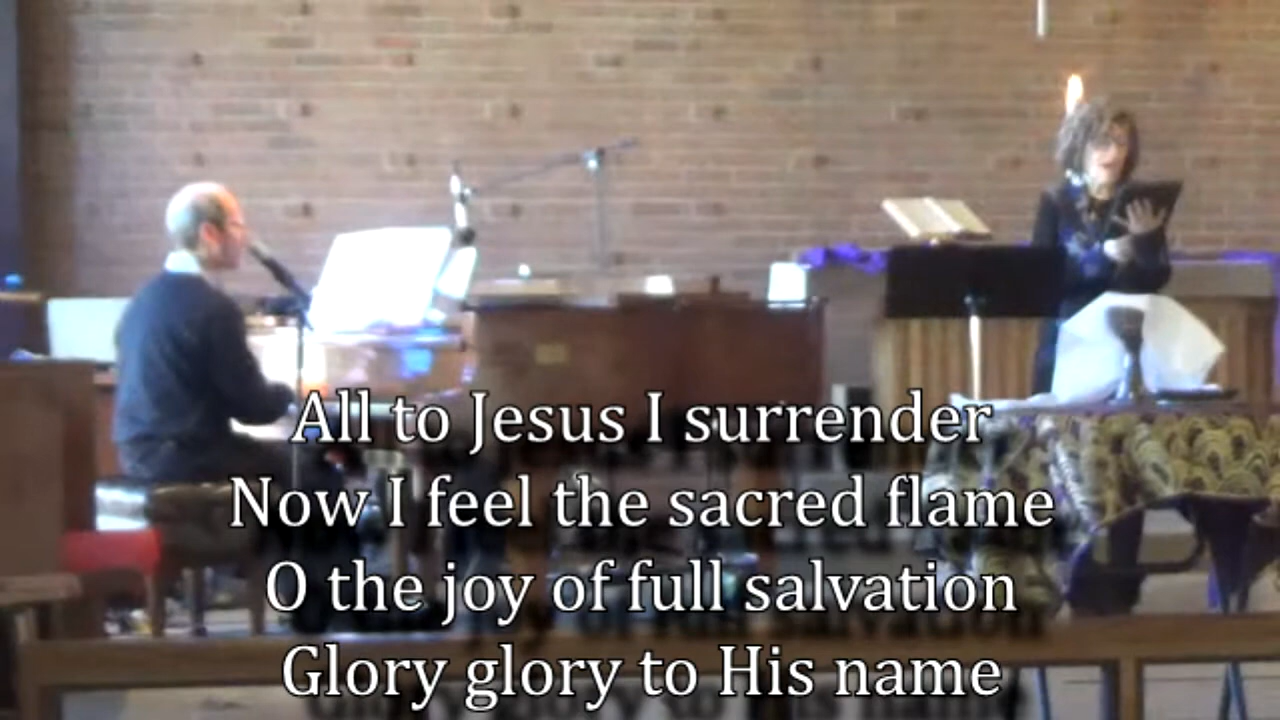 All to Jesus I surrender
Now I feel the sacred flame
O the joy of full salvation
Glory glory to His name